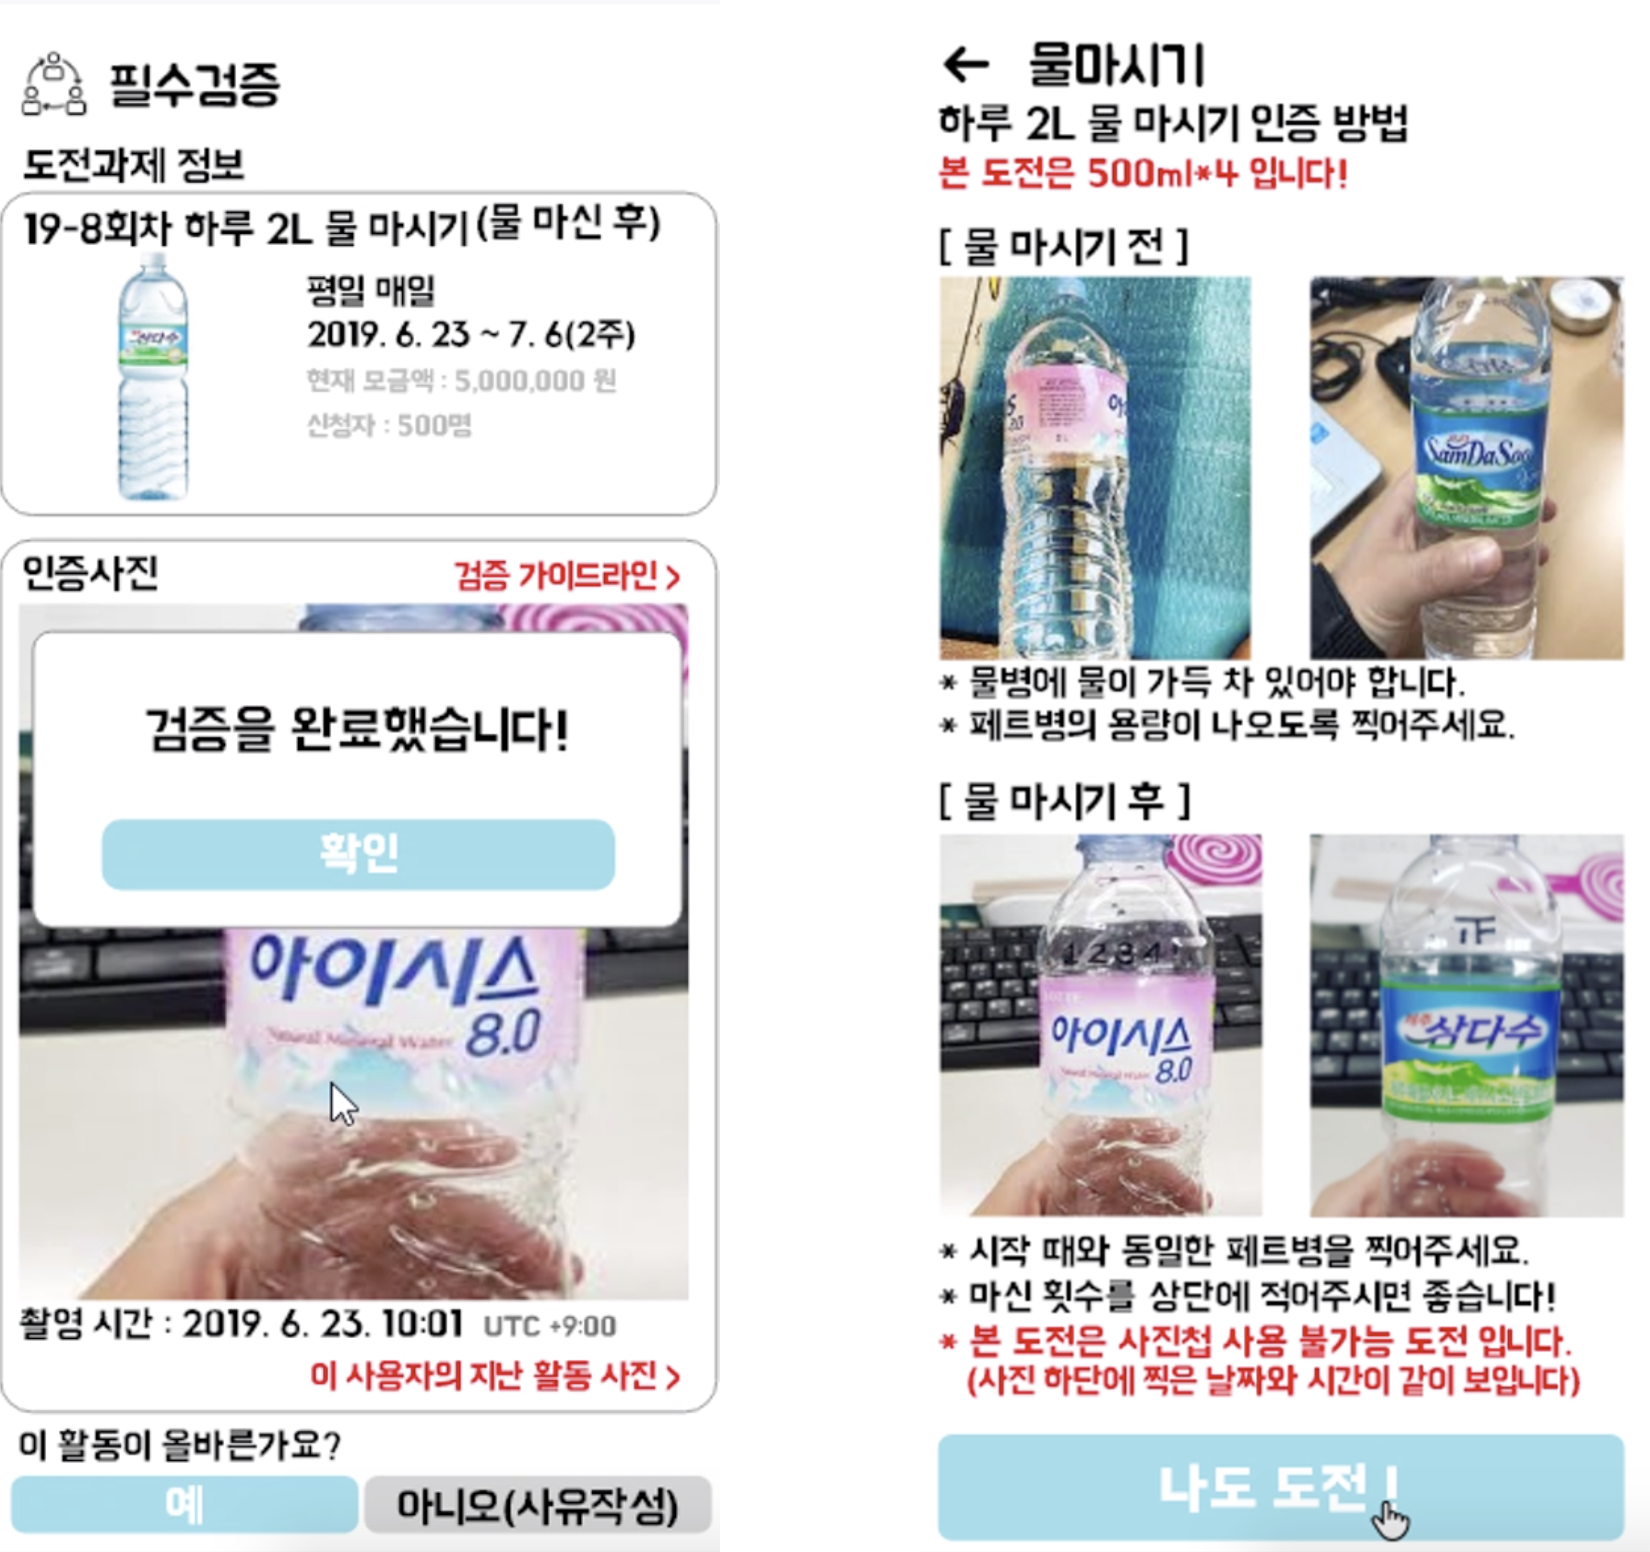 필수검증
도전과제 정보
19-8회차 하루 2L 물 마시기(물 마신 후)
삼다수
평일 매일
2019. 6. 23 ~ 7. 6(2주)
현재 모금액 : 5,000,000 원
신청자 : 500명
인증사진
검증 가이드라인 >
검증을 완료했습니다!
확인
아이시스
Natural Mineral Water 8.0
촬영 시간 : 2019. 6. 23. 10:01 UTC +9:00
이 사용자의 지난 활동 사진 >
이 활동이 올바른가요?
예
아니오(사유작성)
← 물마시기
하루 2L 물 마시기 인증 방법
본 도전은 500ml*4 입니다!
[ 물 마시기 전 ]
SamDaSoo
* 물병에 물이 가득 차 있어야 합니다.
* 페트병의 용량이 나오도록 찍어주세요.
[ 물 마시기 후 ]
1234
아이시스
Natural Mineral Water 8.0
TF
제주 삼다수
* 시작 때와 동일한 페트병을 찍어주세요.
* 마신 횟수를 상단에 적어주시면 좋습니다!
* 본 도전은 사진첩 사용 불가능 도전 입니다.
(사진 하단에 찍은 날짜와 시간이 같이 보입니다)
나도 도전 !